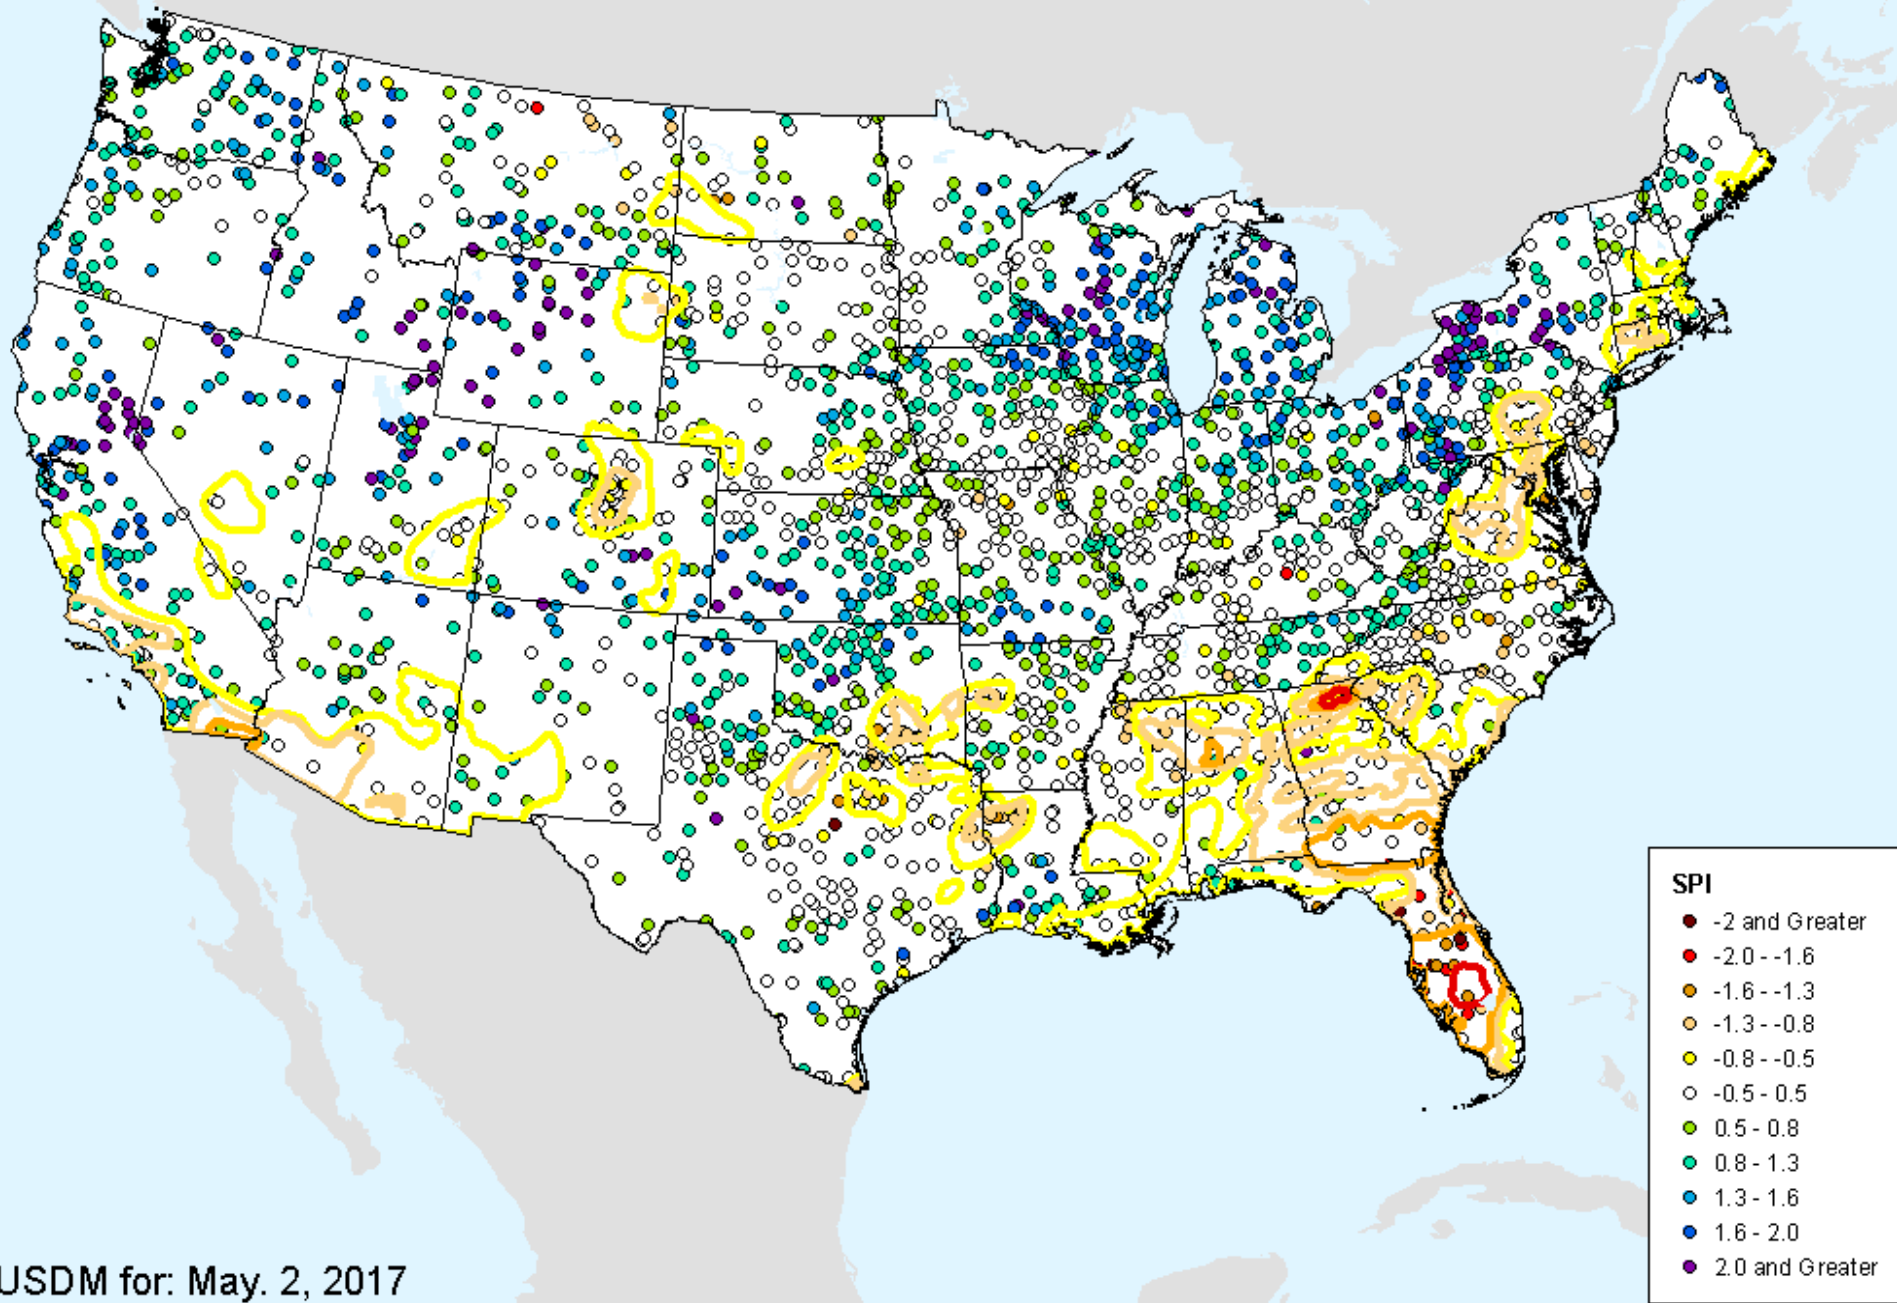 SPI
-2 and Greater
-2.0 - -1.6
-1.6 - -1.3
-1.3 - -0.8
-0.8 - -0.5
-0.5 - 0.5
0.5 - 0.8
0.8 - 1.3
1.3 - 1.6
1.6 - 2.0
2.0 and Greater
USDM for: May. 2, 2017